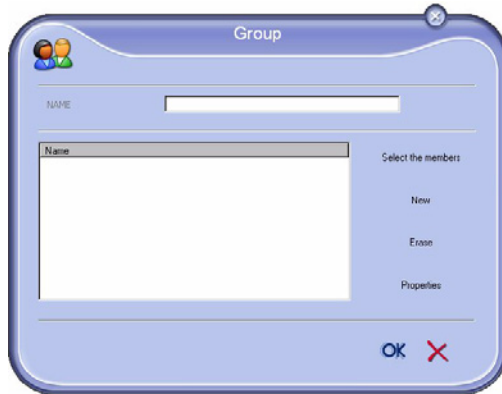 Group
NAME
Name
Select the members
New
Erase
Properties
OK